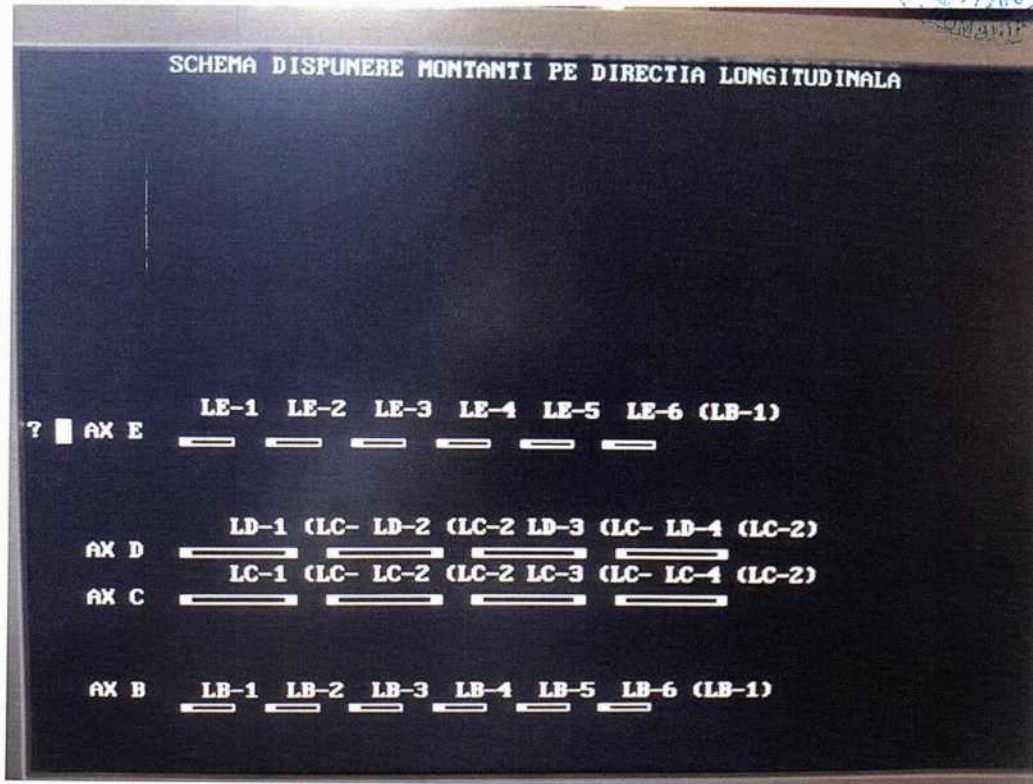 SCHEMA DISPUNERE MONTANTI PE DIRECTIA LONGITUDINALA
LE-1 LE-2 LE-3 LE-4 LE-5 LE-6 (LB-1)
? AX E
LD-1 (LC- LD-2 (LC-2 LD-3 (LC- LD-4 (LC-2)
AX D
LC-1 (LC- LC-2 (LC-2 LC-3 (LC- LC-4 (LC-2)
AX C
AX B LB-1 LB-2 LB-3 LB-4 LB-5 LB-6 (LB-1)